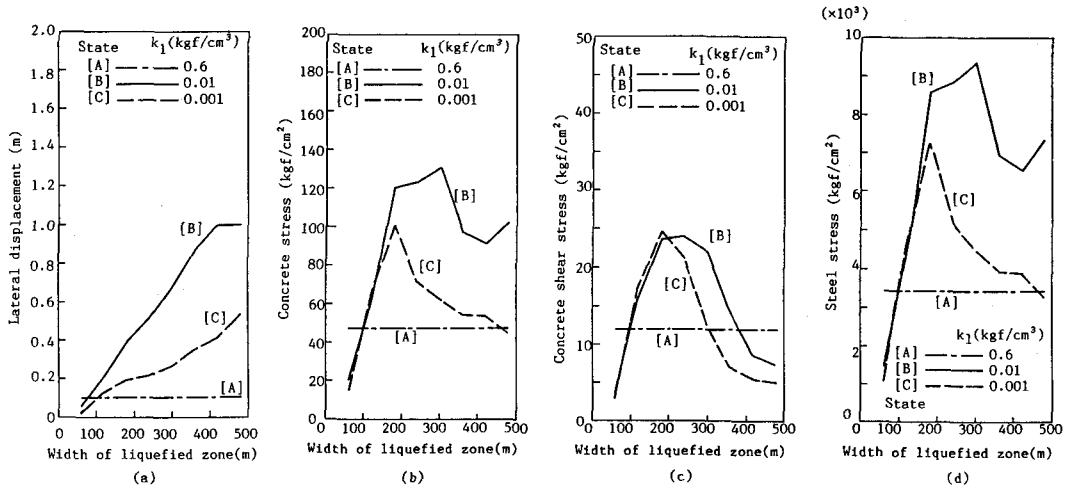 2.0
1.8
1.6
1.4
1.2
1.0
0.8
0.6
0.4
0.2
0
Lateral displacement (m)
State k₁(kgf/cm³)
[A] 0.6
[B] 0.01
[C] 0.001
[B]
[C]
[A]
100 200 300 400 500
Width of liquefied zone(m)
(a)
200
180
160
140
120
100
80
60
40
20
0
Concrete stress (kgf/cm²)
State k₁(kgf/cm³)
[A] 0.6
[B] 0.01
[C] 0.001
[B]
[C]
[A]
0 100 200 300 400 500
Width of liquefied zone(m)
(b)
50
40
30
20
10
0
Concrete shear stress (kgf/cm²)
State k₁(kgf/cm³)
[A] 0.6
[B] 0.01
[C] 0.001
[B]
[C]
[A]
0 100 200 300 400 500
Width of liquefied zone(m)
(c)
(×10³)
10
8
6
4
2
0
Steel stress (kgf/cm²)
[B]
[C]
[A]
k₁(kgf/cm³)
[A] 0.6
[B] 0.01
[C] 0.001
State
0 100 200 300 400 500
Width of liquefied zone(m)
(d)